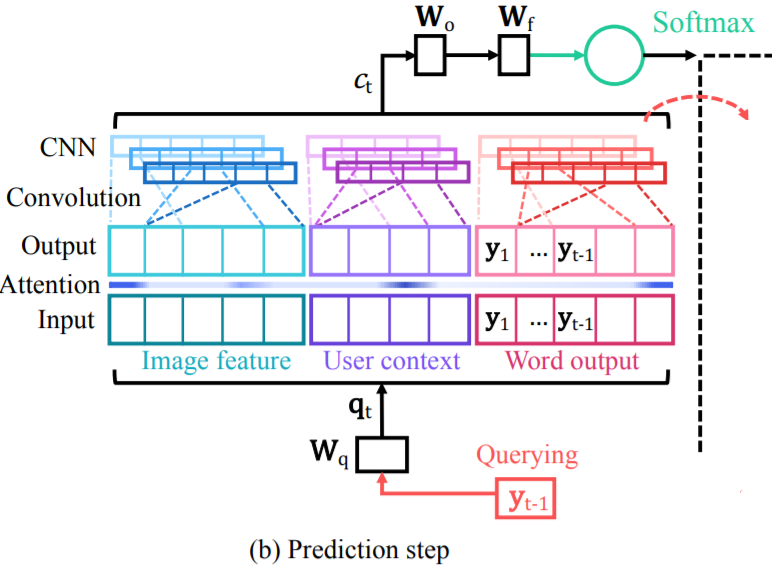 W_o W_f Softmax
c_t
CNN
Convolution
Output y_1 ... y_t-1
Attention
Input y_1 ... y_t-1
Image feature User context Word output
q_t
W_q Querying
y_t-1
(b) Prediction step